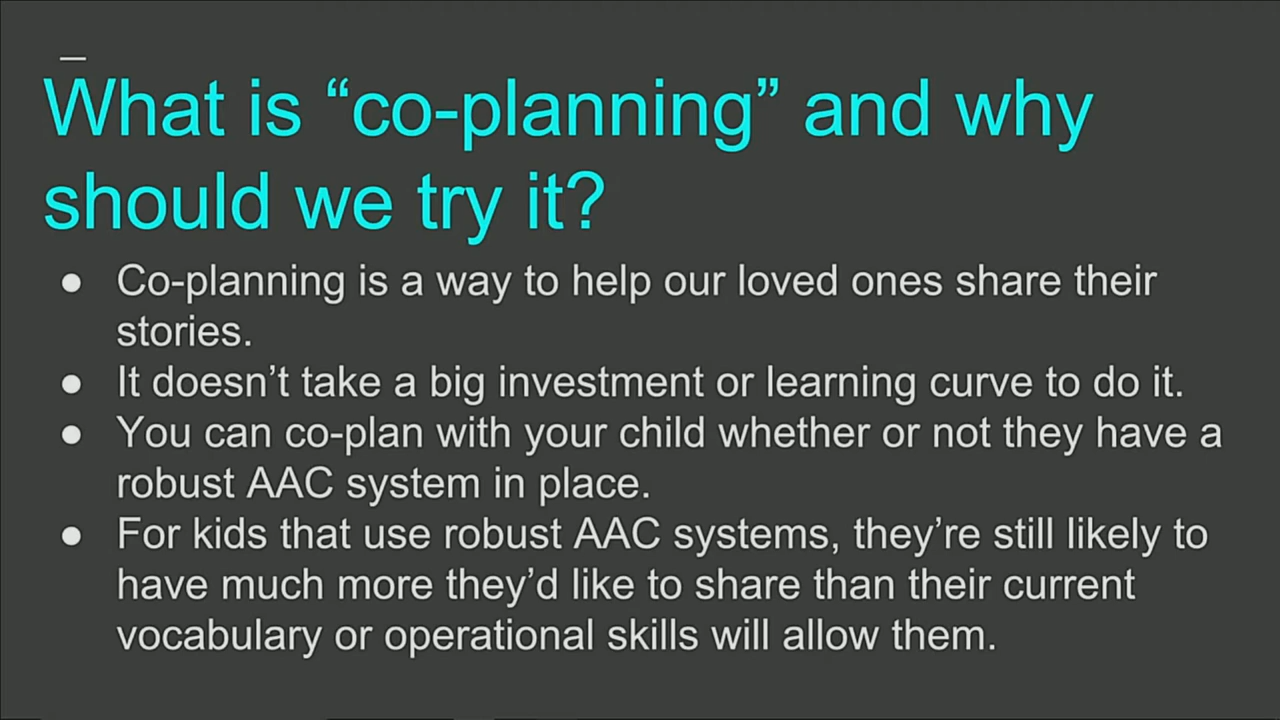 What is “co-planning” and why
should we try it?
● Co-planning is a way to help our loved ones share their
stories.
● It doesn’t take a big investment or learning curve to do it.
● You can co-plan with your child whether or not they have a
robust AAC system in place.
● For kids that use robust AAC systems, they’re still likely to
have much more they’d like to share than their current
vocabulary or operational skills will allow them.